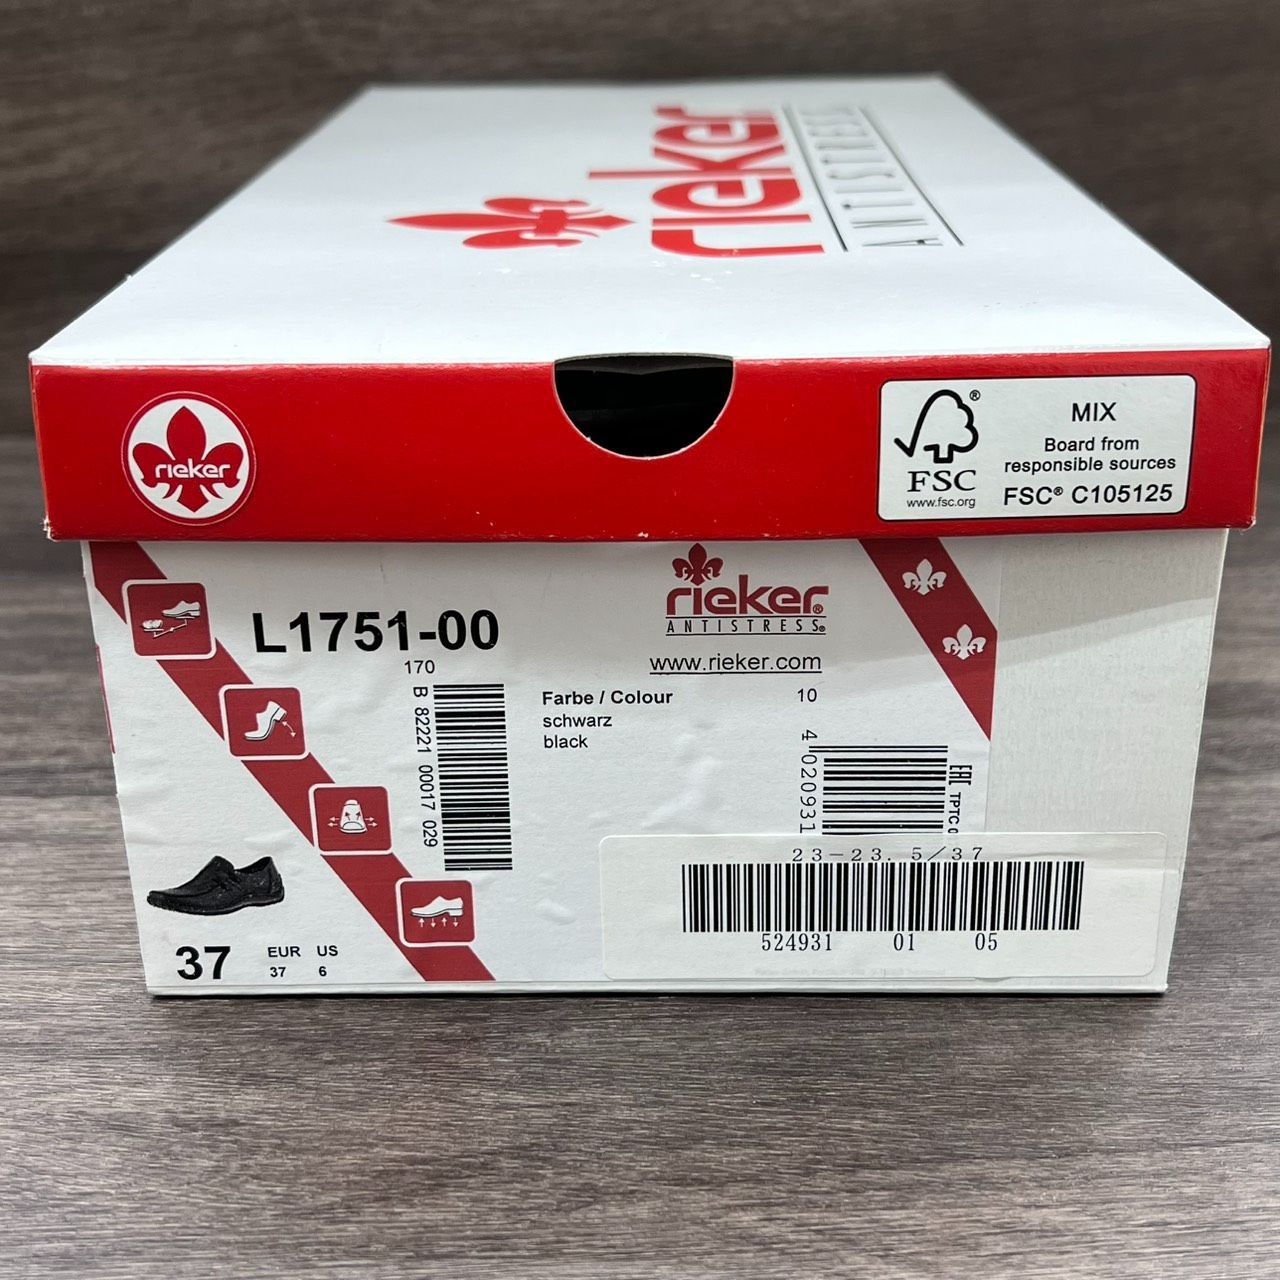 rieker
ANTISTRESS
rieker
FSC®
www.fsc.org
MIX
Board from
responsible sources
FSC® C105125
L1751-00
170
B 82221 00017 029
rieker®
ANTISTRESS®
www.rieker.com
Farbe / Colour
schwarz
black
10
4 020931
EAC TPTC
23-23.5/37
524931 01 05
37
EUR US
37 6